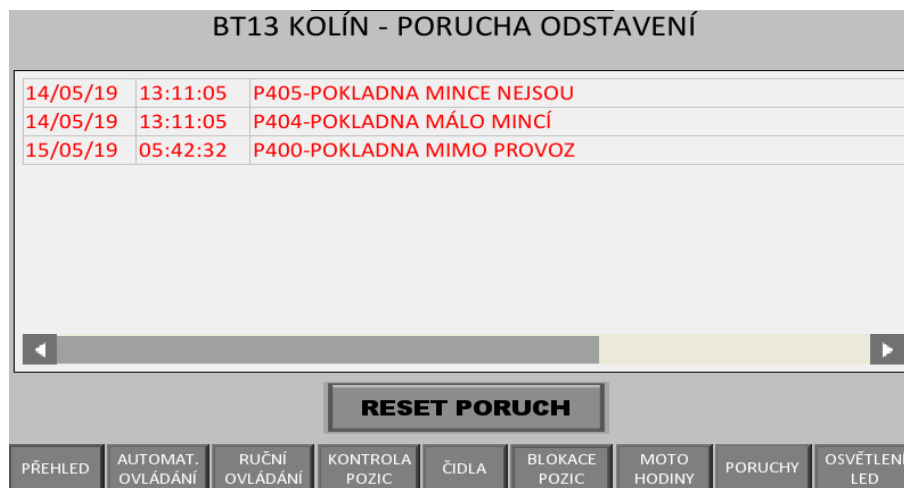 BT13 KOLÍN - PORUCHA ODSTAVENÍ
14/05/19 13:11:05 P405-POKLADNA MINCE NEJSOU
14/05/19 13:11:05 P404-POKLADNA MÁLO MINCÍ
15/05/19 05:42:32 P400-POKLADNA MIMO PROVOZ
RESET PORUCH
PŘEHLED
AUTOMAT.
OVLÁDÁNÍ
RUČNÍ
OVLÁDÁNÍ
KONTROLA
POZIC
ČIDLA
BLOKACE
POZIC
MOTO
HODINY
PORUCHY
OSVĚTLENÍ
LED